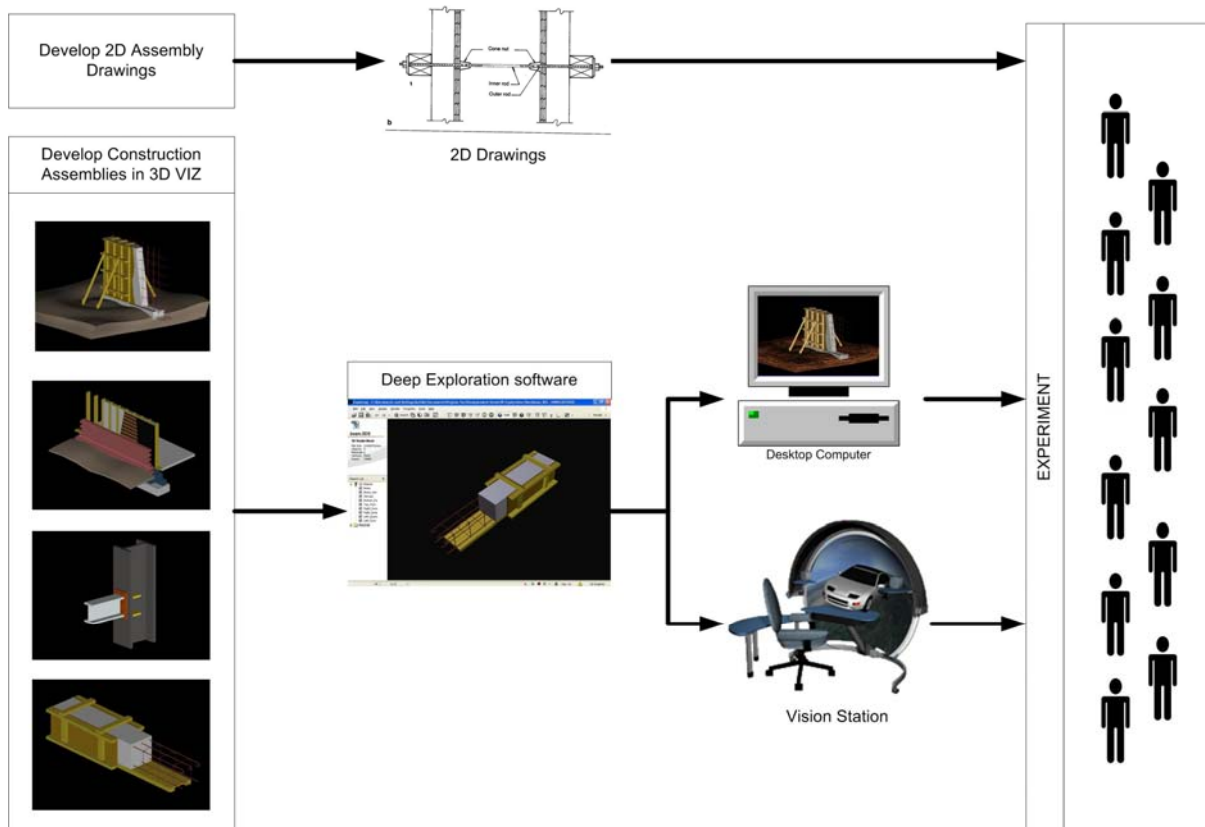 Develop 2D Assembly
Drawings
Cone nut
Inner rod
Outer rod
b
2D Drawings
Develop Construction
Assemblies in 3D VIZ
Deep Exploration software
Desktop Computer
Vision Station
EXPERIMENT